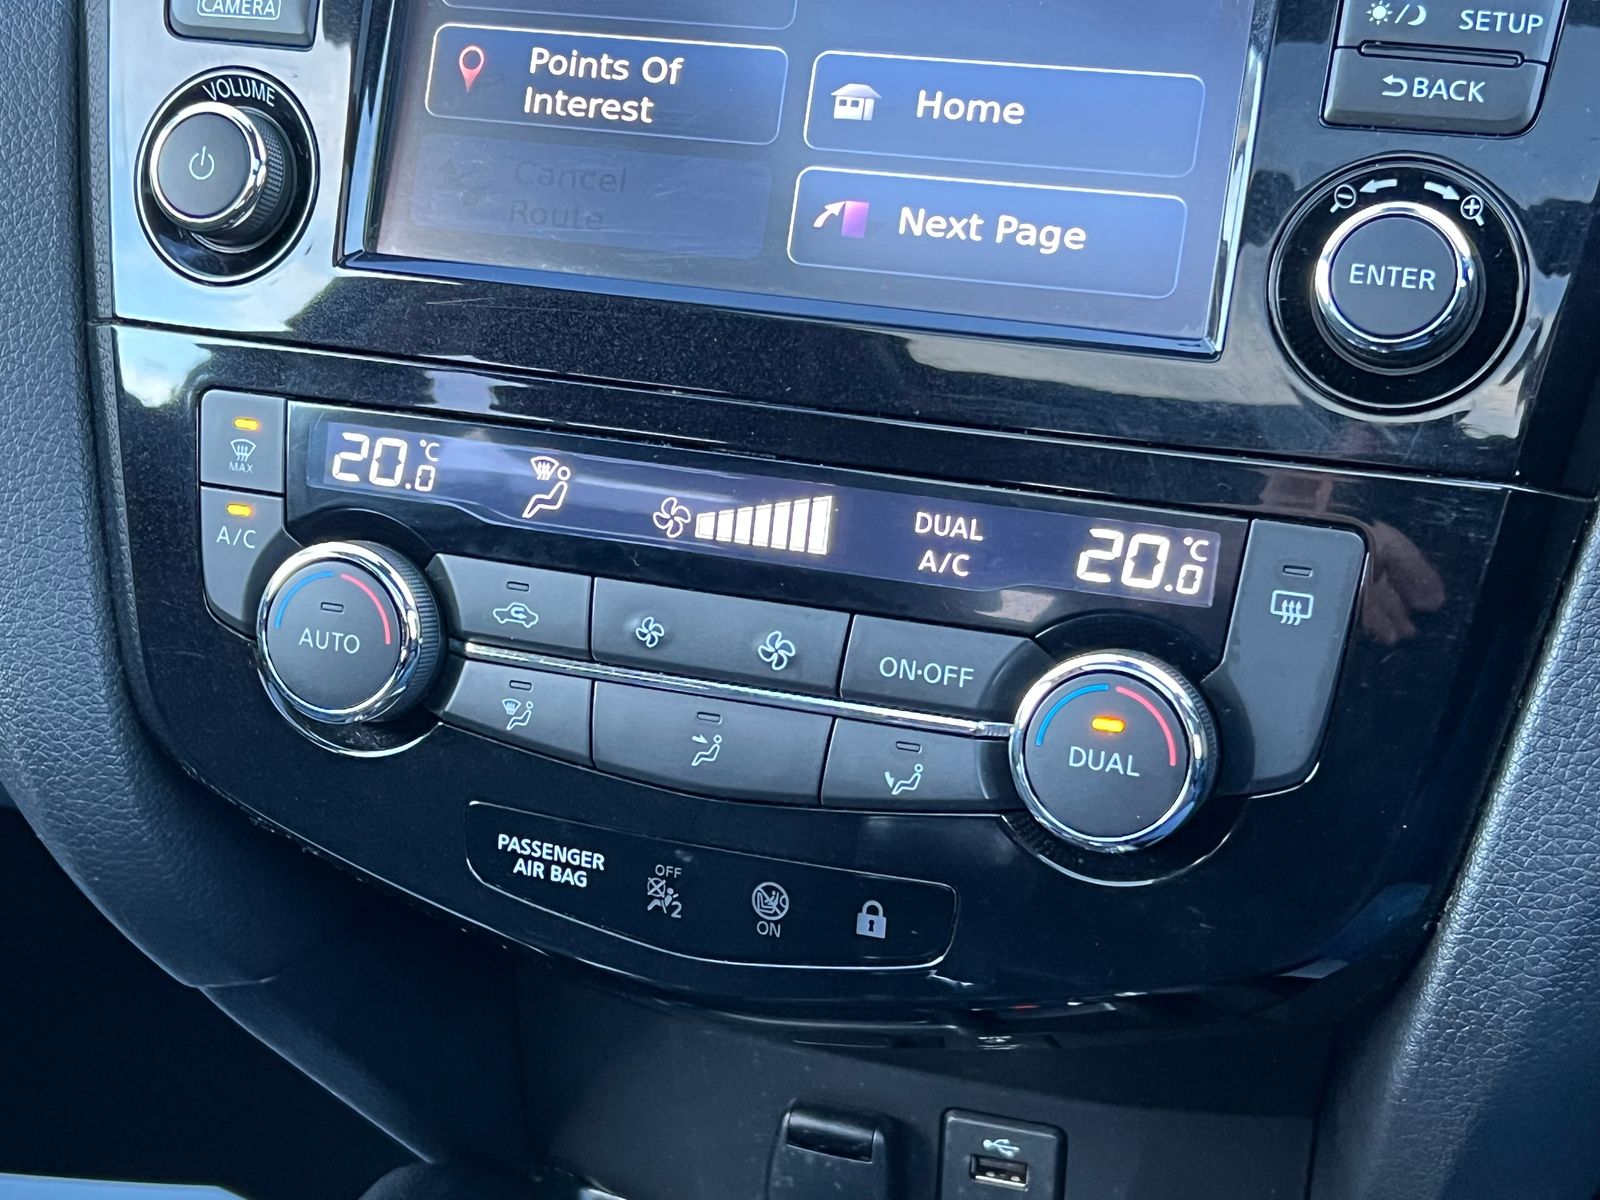 CAMERA
VOLUME
Points Of
Interest
Home
Cancel
Route
Next Page
SETUP
BACK
ENTER
MAX
A/C
20.0 °C
DUAL
A/C
20.0 °C
AUTO
ON·OFF
DUAL
PASSENGER
AIR BAG
OFF
2
ON